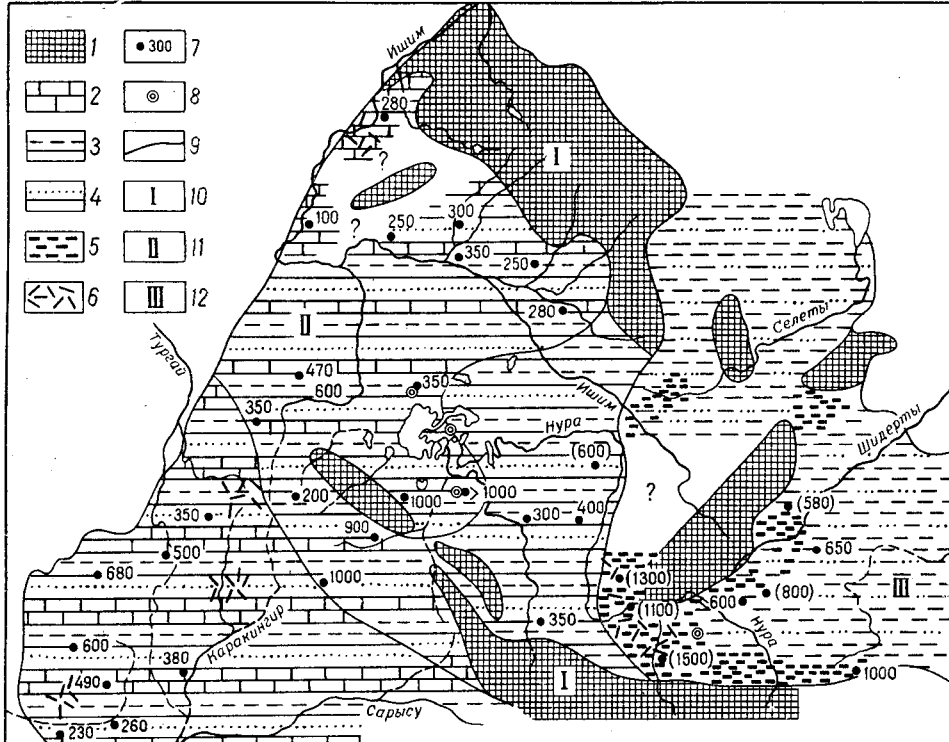 1 • 300 7
2 8
3 9
4 I 10
5 II 11
6 III 12
Ишим
280
?
I
100
?
250
300
350
250
280
II
Тургай
Селеты
470
600
350
Ишим
350
Нура
Шидерты
(600)
?
200
1000
1000
(580)
350
300
400
900
650
500
680
1000
(1300)
(800)
III
(1100)
600
350
Каракингир
Нура
600
380
(1500)
490
I
1000
Сарысу
230
260